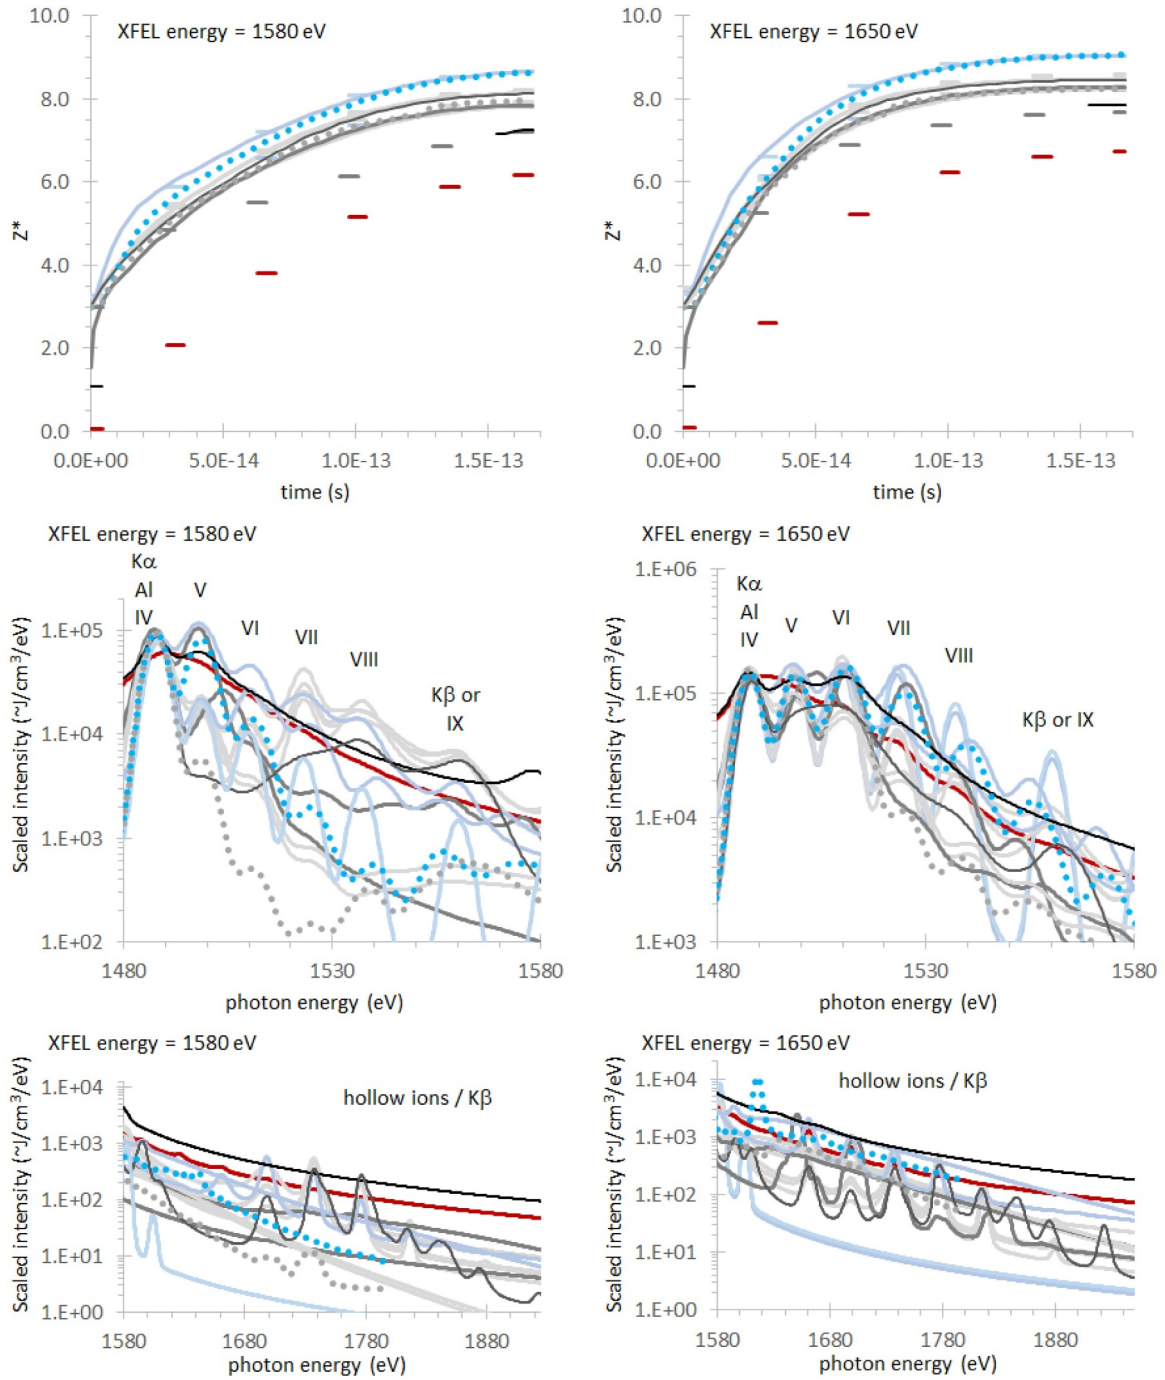 XFEL energy = 1580 eV
10.0
8.0
6.0
4.0
2.0
0.0
Z*
0.0E+00
5.0E-14
1.0E-13
1.5E-13
time (s)
XFEL energy = 1650 eV
10.0
8.0
6.0
4.0
2.0
0.0
Z*
0.0E+00
5.0E-14
1.0E-13
1.5E-13
time (s)
XFEL energy = 1580 eV
Kα
Al
IV
V
VI
VII
VIII
Kβ or
IX
1.E+05
1.E+04
1.E+03
1.E+02
Scaled intensity (~J/cm³/eV)
1480
1530
1580
photon energy (eV)
XFEL energy = 1650 eV
1.E+06
Kα
Al
IV
V
VI
VII
VIII
Kβ or IX
1.E+05
1.E+04
1.E+03
Scaled intensity (~J/cm³/eV)
1480
1530
1580
photon energy (eV)
XFEL energy = 1580 eV
hollow ions / Kβ
1.E+04
1.E+03
1.E+02
1.E+01
1.E+00
Scaled intensity (~J/cm³/eV)
1580
1680
1780
1880
photon energy (eV)
XFEL energy = 1650 eV
hollow ions / Kβ
1.E+04
1.E+03
1.E+02
1.E+01
1.E+00
Scaled intensity (~J/cm³/eV)
1580
1680
1780
1880
photon energy (eV)